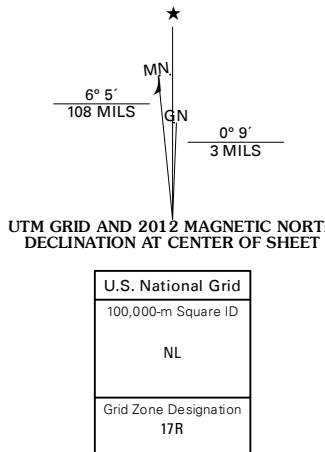 ★
MN
GN
6° 5´
108 MILS
0° 9´
3 MILS
UTM GRID AND 2012 MAGNETIC NORT
DECLINATION AT CENTER OF SHEET
U.S. National Grid
100,000-m Square ID
NL
Grid Zone Designation
17R